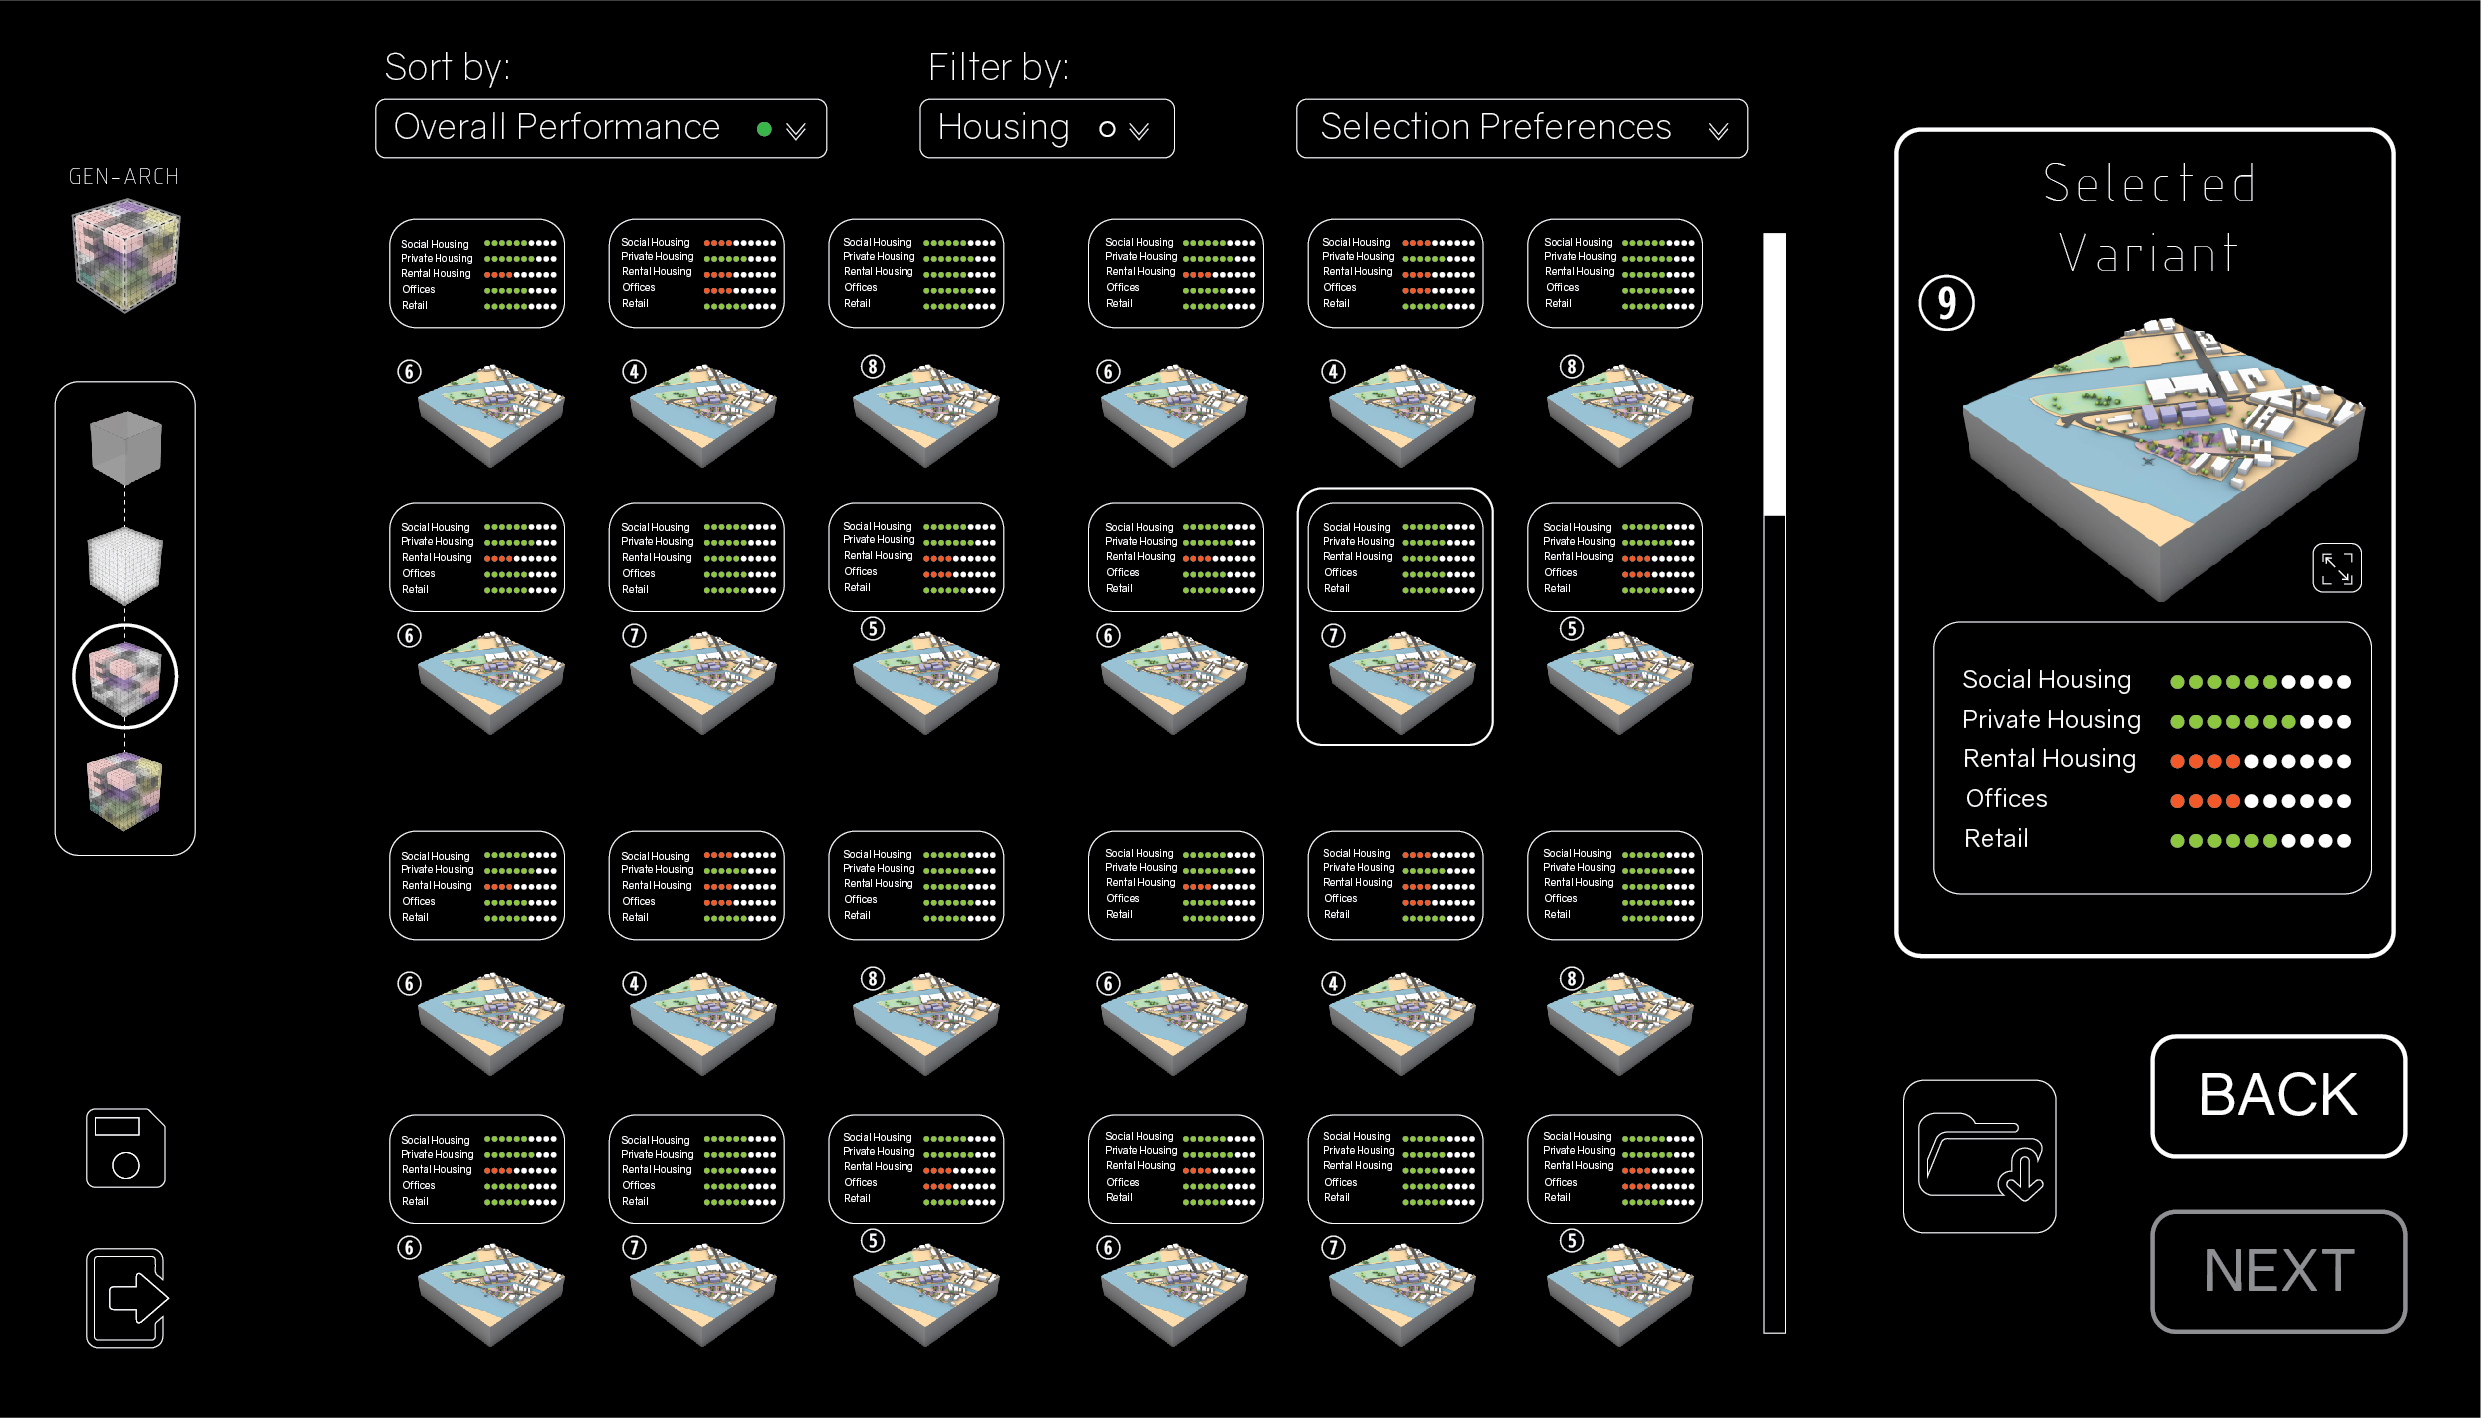 Sort by:
Filter by:
Overall Performance
Housing
Selection Preferences
GEN-ARCH
Social Housing
Private Housing
Rental Housing
Offices
Retail
Social Housing
Private Housing
Rental Housing
Offices
Retail
Social Housing
Private Housing
Rental Housing
Offices
Retail
Social Housing
Private Housing
Rental Housing
Offices
Retail
Social Housing
Private Housing
Rental Housing
Offices
Retail
Social Housing
Private Housing
Rental Housing
Offices
Retail
6
4
8
6
4
8
Social Housing
Private Housing
Rental Housing
Offices
Retail
Social Housing
Private Housing
Rental Housing
Offices
Retail
Social Housing
Private Housing
Rental Housing
Offices
Retail
Social Housing
Private Housing
Rental Housing
Offices
Retail
Social Housing
Private Housing
Rental Housing
Offices
Retail
Social Housing
Private Housing
Rental Housing
Offices
Retail
6
7
5
6
7
5
Social Housing
Private Housing
Rental Housing
Offices
Retail
Social Housing
Private Housing
Rental Housing
Offices
Retail
Social Housing
Private Housing
Rental Housing
Offices
Retail
Social Housing
Private Housing
Rental Housing
Offices
Retail
Social Housing
Private Housing
Rental Housing
Offices
Retail
Social Housing
Private Housing
Rental Housing
Offices
Retail
6
4
8
6
4
8
Social Housing
Private Housing
Rental Housing
Offices
Retail
Social Housing
Private Housing
Rental Housing
Offices
Retail
Social Housing
Private Housing
Rental Housing
Offices
Retail
Social Housing
Private Housing
Rental Housing
Offices
Retail
Social Housing
Private Housing
Rental Housing
Offices
Retail
Social Housing
Private Housing
Rental Housing
Offices
Retail
6
7
5
6
7
5
Selected
Variant
9
Social Housing
Private Housing
Rental Housing
Offices
Retail
BACK
NEXT